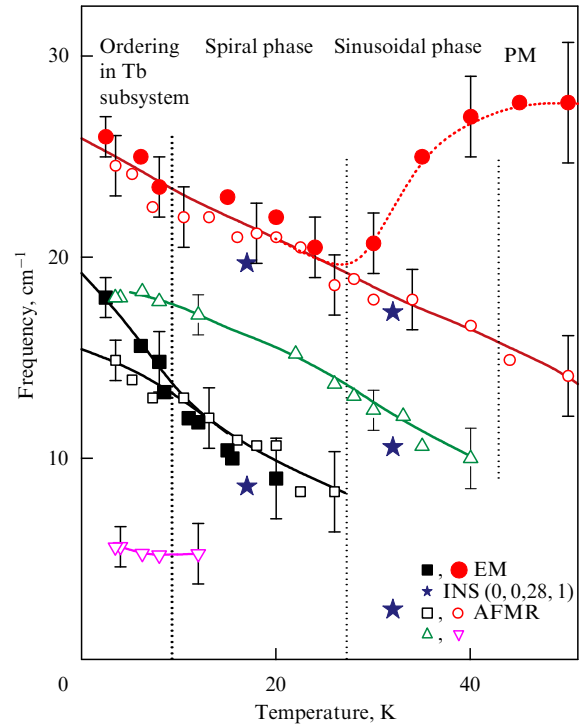 30
20
10
0
20
40
Frequency, cm−1
Temperature, K
Ordering
in Tb
subsystem
Spiral phase
Sinusoidal phase
PM
, EM
INS (0, 0,28, 1)
, AFMR
,